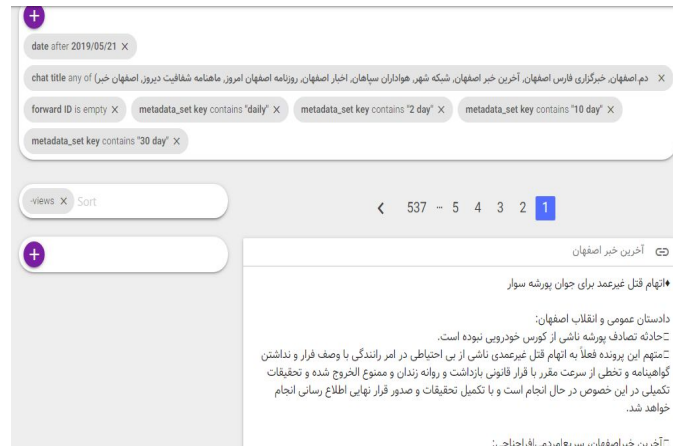 date after 2019/05/21 ×
chat title any of (دم اصفهان, خبرگزاری فارس اصفهان, آخرین خبر اصفهان, شبکه شهر, هواداران سپاهان, اخبار اصفهان, روزنامه اصفهان امروز, ماهنامه شفافیت دیروز, اصفهان خبر ×
forward ID is empty × metadata_set key contains "daily" × metadata_set key contains "2 day" × metadata_set key contains "10 day" ×
metadata_set key contains "30 day" ×
-views × Sort
‹ 537 ... 5 4 3 2 1
آخرین خبر اصفهان
♦اتهام قتل غیرعمد برای جوان پورشه سوار
دادستان عمومی و انقلاب اصفهان:
حادثه تصادف پورشه ناشی از کورس خودرویی نبوده است.
متهم این پرونده فعلاً به اتهام قتل غیرعمدی ناشی از بی احتیاطی در امر رانندگی با وصف فرار و نداشتن
گواهینامه و تخطی از سرعت مقرر با قرار قانونی بازداشت و روانه زندان و ممنوع الخروج شده و تحقیقات
تکمیلی در این خصوص در حال انجام است و با تکمیل تحقیقات و صدور قرار نهایی اطلاع رسانی انجام
خواهد شد.
آخرین خبراصفهان، سریع|مردمی|فراجناحی: